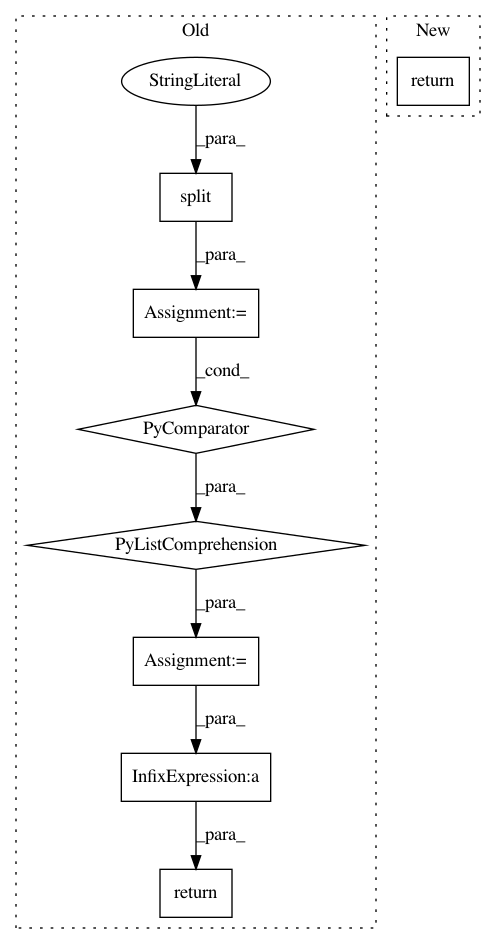 Old
New
StringLiteral
return
_para_
split
_para_
Assignment:=
_cond_
PyComparator
_para_
PyListComprehension
_para_
Assignment:=
_para_
InfixExpression:a
_para_
return